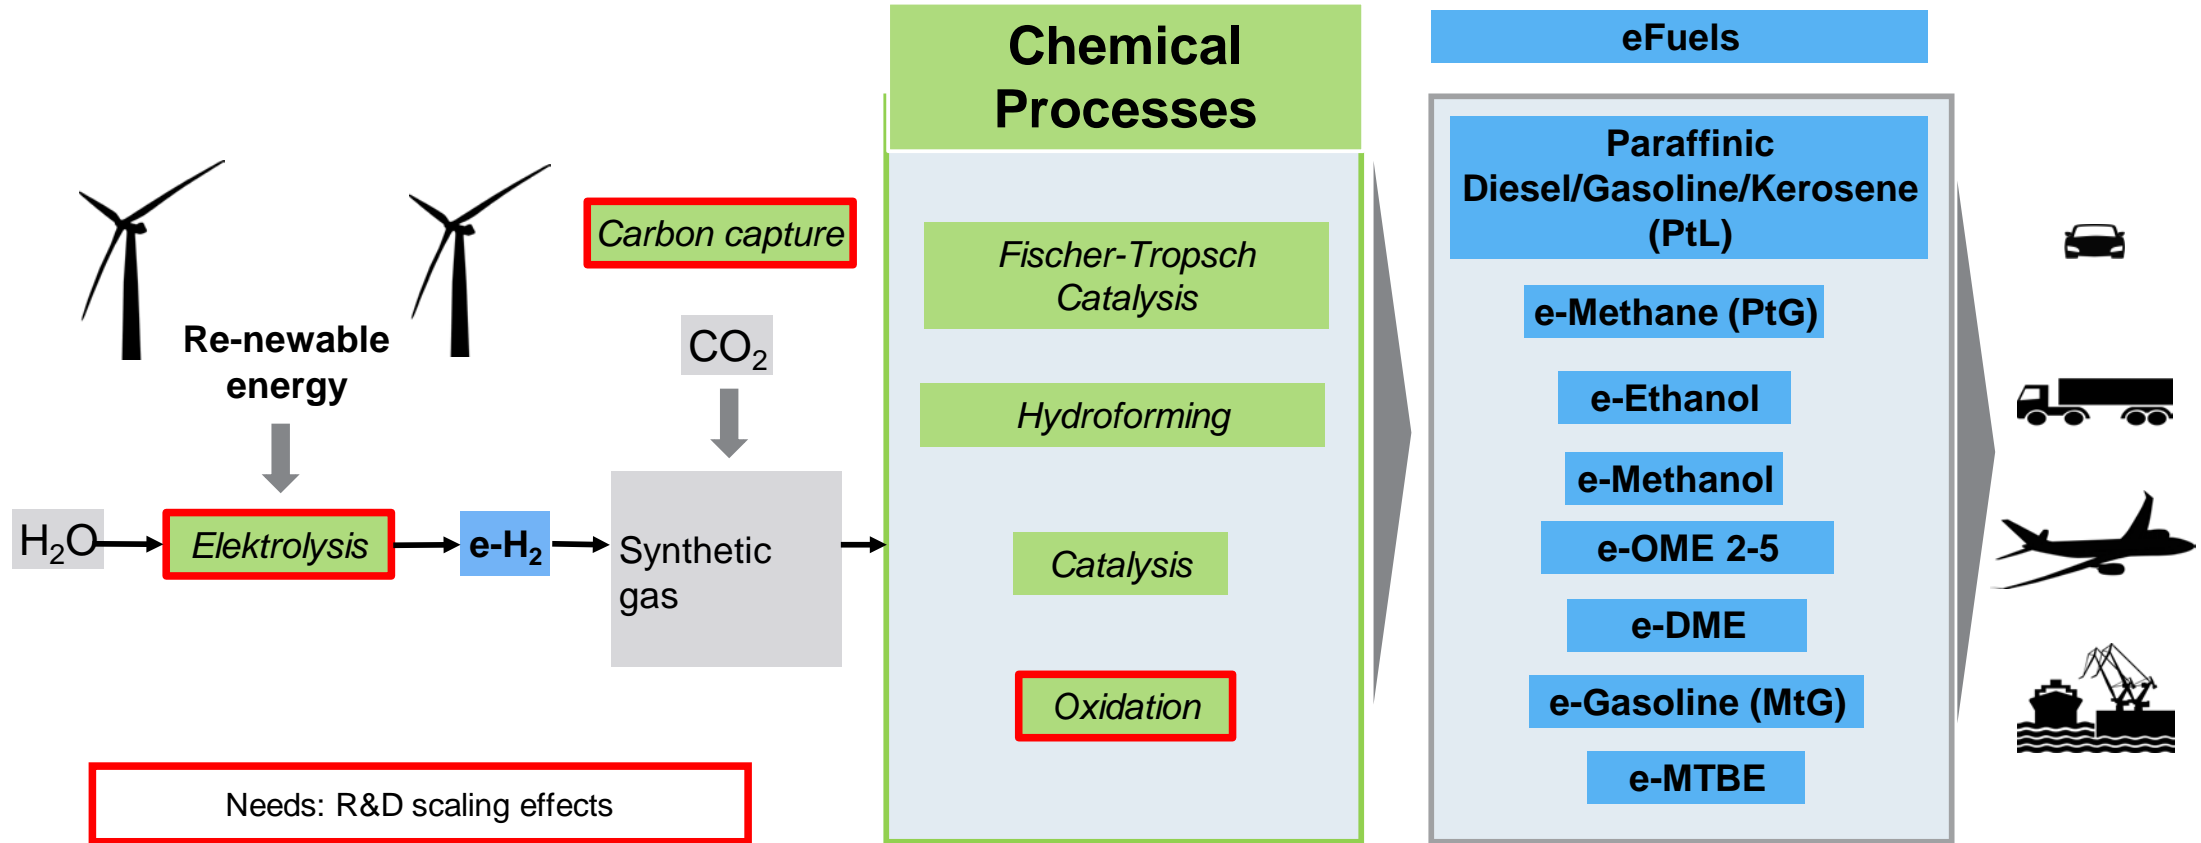 Chemical
Processes
eFuels
Re-newable
energy
Carbon capture
CO₂
H₂O
Elektrolysis
e-H₂
Synthetic
gas
Fischer-Tropsch
Catalysis
Hydroforming
Catalysis
Oxidation
Paraffinic
Diesel/Gasoline/Kerosene
(PtL)
e-Methane (PtG)
e-Ethanol
e-Methanol
e-OME 2-5
e-DME
e-Gasoline (MtG)
e-MTBE
Needs: R&D scaling effects